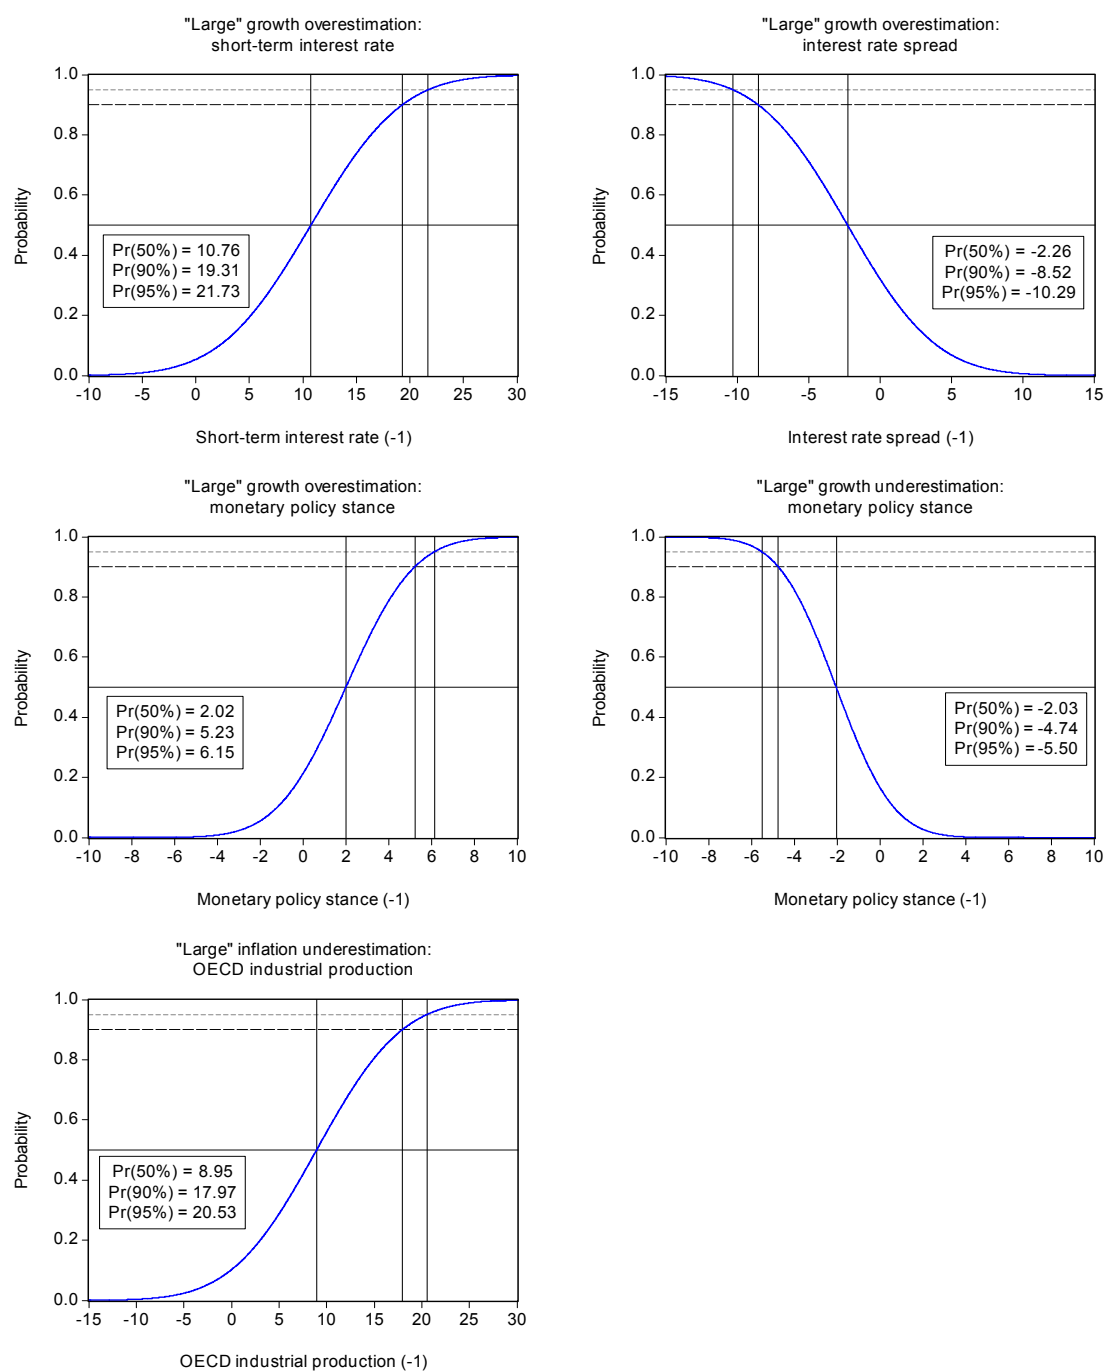 "Large" growth overestimation:
short-term interest rate
1.0
0.8
0.6
0.4
0.2
0.0
Probability
Pr(50%) = 10.76
Pr(90%) = 19.31
Pr(95%) = 21.73
-10 -5 0 5 10 15 20 25 30
Short-term interest rate (-1)
"Large" growth overestimation:
interest rate spread
1.0
0.8
0.6
0.4
0.2
0.0
Probability
Pr(50%) = -2.26
Pr(90%) = -8.52
Pr(95%) = -10.29
-15 -10 -5 0 5 10 15
Interest rate spread (-1)
"Large" growth overestimation:
monetary policy stance
1.0
0.8
0.6
0.4
0.2
0.0
Probability
Pr(50%) = 2.02
Pr(90%) = 5.23
Pr(95%) = 6.15
-10 -8 -6 -4 -2 0 2 4 6 8 10
Monetary policy stance (-1)
"Large" growth underestimation:
monetary policy stance
1.0
0.8
0.6
0.4
0.2
0.0
Probability
Pr(50%) = -2.03
Pr(90%) = -4.74
Pr(95%) = -5.50
-10 -8 -6 -4 -2 0 2 4 6 8 10
Monetary policy stance (-1)
"Large" inflation underestimation:
OECD industrial production
1.0
0.8
0.6
0.4
0.2
0.0
Probability
Pr(50%) = 8.95
Pr(90%) = 17.97
Pr(95%) = 20.53
-15 -10 -5 0 5 10 15 20 25 30
OECD industrial production (-1)